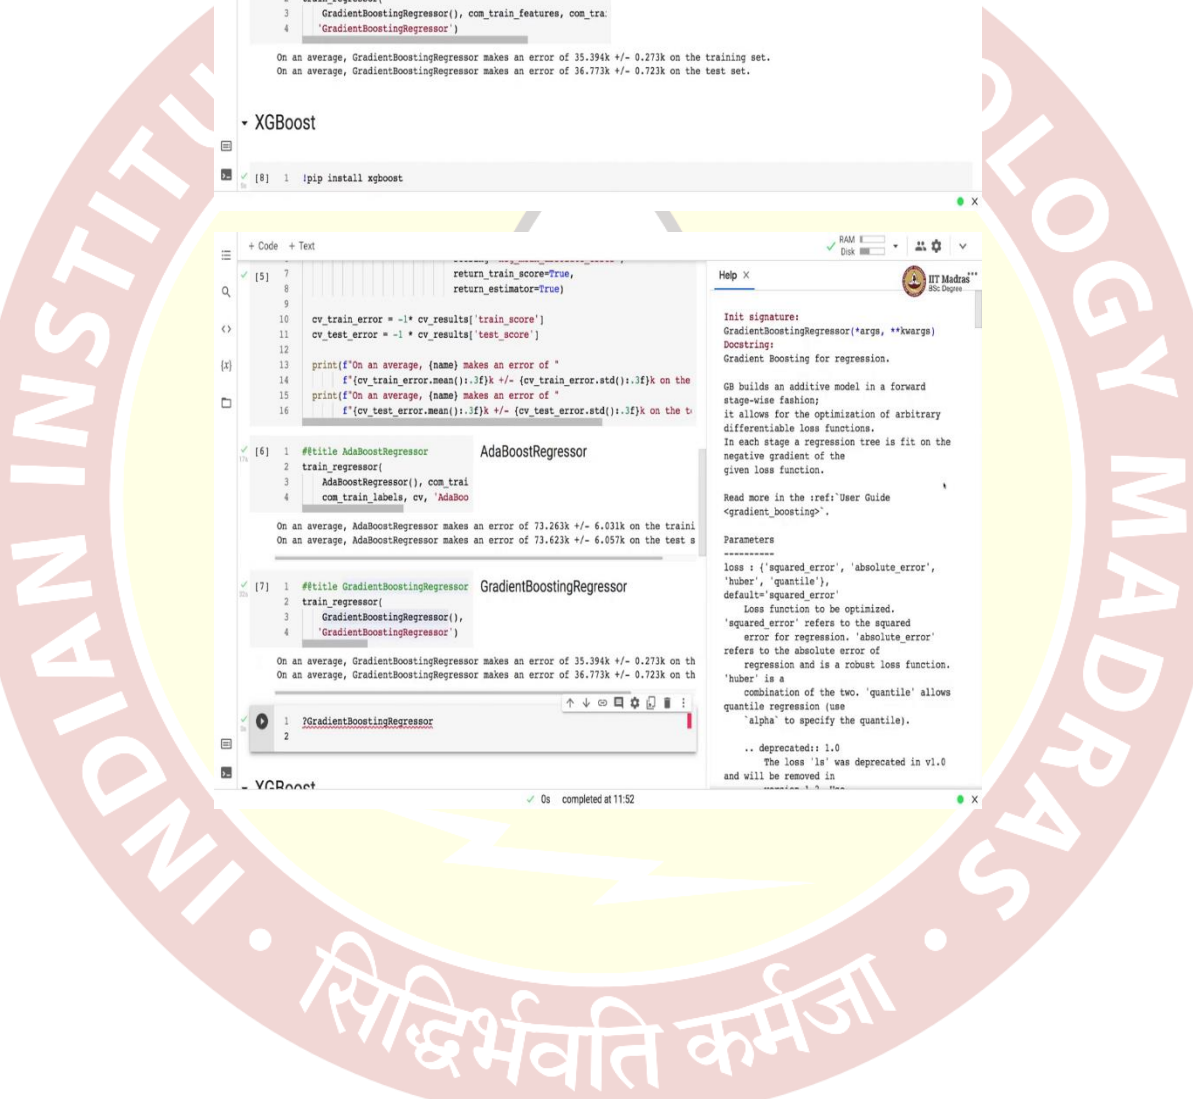 GradientBoostingRegressor(), com_train_features, com_tra:
3
4 'GradientBoostingRegressor')
On an average, GradientBoostingRegressor makes an error of 35.394k +/- 0.273k on the training set.
On an average, GradientBoostingRegressor makes an error of 36.773k +/- 0.723k on the test set.
XGBoost
[8] 1 !pip install xgboost
X
+ Code + Text
RAM
Disk
[5] 7 return_train_score=True,
8 return_estimator=True)
9
10 cv_train_error = -1* cv_results['train_score']
11 cv_test_error = -1 * cv_results['test_score']
12
13 print(f"On an average, {name} makes an error of "
14 f"{cv_train_error.mean():.3f}k +/- {cv_train_error.std():.3f}k on the
15 print(f"On an average, {name} makes an error of "
16 f"{cv_test_error.mean():.3f}k +/- {cv_test_error.std():.3f}k on the t
[6] 1 #@title AdaBoostRegressor
2 train_regressor(
3 AdaBoostRegressor(), com_trai
4 com_train_labels, cv, 'AdaBoo
AdaBoostRegressor
On an average, AdaBoostRegressor makes an error of 73.263k +/- 6.031k on the traini
On an average, AdaBoostRegressor makes an error of 73.623k +/- 6.057k on the test s
[7] 1 #@title GradientBoostingRegressor
2 train_regressor(
3 GradientBoostingRegressor(),
4 'GradientBoostingRegressor')
GradientBoostingRegressor
On an average, GradientBoostingRegressor makes an error of 35.394k +/- 0.273k on th
On an average, GradientBoostingRegressor makes an error of 36.773k +/- 0.723k on th
1 ?GradientBoostingRegressor
2
XGBoost
Help X
IIT Madras
BSc Degree
Init signature:
GradientBoostingRegressor(*args, **kwargs)
Docstring:
Gradient Boosting for regression.
GB builds an additive model in a forward
stage-wise fashion;
it allows for the optimization of arbitrary
differentiable loss functions.
In each stage a regression tree is fit on the
negative gradient of the
given loss function.
Read more in the :ref:`User Guide
<gradient_boosting>`.
Parameters
----------
loss : {'squared_error', 'absolute_error',
'huber', 'quantile'},
default='squared_error'
Loss function to be optimized.
'squared_error' refers to the squared
error for regression. 'absolute_error'
refers to the absolute error of
regression and is a robust loss function.
'huber' is a
combination of the two. 'quantile' allows
quantile regression (use
`alpha` to specify the quantile).
.. deprecated:: 1.0
The loss 'ls' was deprecated in v1.0
and will be removed in
0s completed at 11:52
X
सिद्धिर्भवति कर्मजा